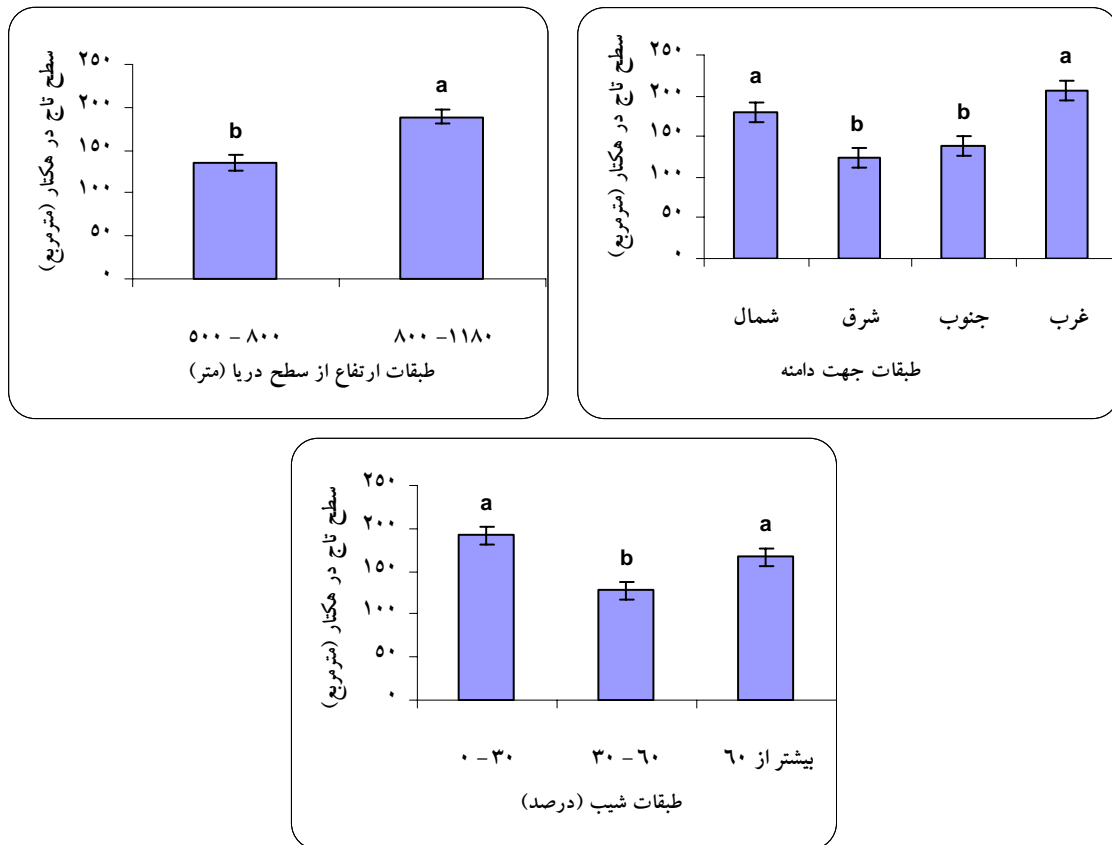 سطح تاج در هکتار (مترمربع)
۲۵۰
۲۰۰
۱۵۰
۱۰۰
۵۰
۰
b
a
۵۰۰ - ۸۰۰
۸۰۰ - ۱۱۸۰
طبقات ارتفاع از سطح دریا (متر)
سطح تاج در هکتار (مترمربع)
۲۵۰
۲۰۰
۱۵۰
۱۰۰
۵۰
۰
a
b
b
a
شمال
شرق
جنوب
غرب
طبقات جهت دامنه
سطح تاج در هکتار (مترمربع)
۲۵۰
۲۰۰
۱۵۰
۱۰۰
۵۰
۰
a
b
a
۰ - ۳۰
۳۰ - ٦۰
بیشتر از ٦۰
طبقات شیب (درصد)